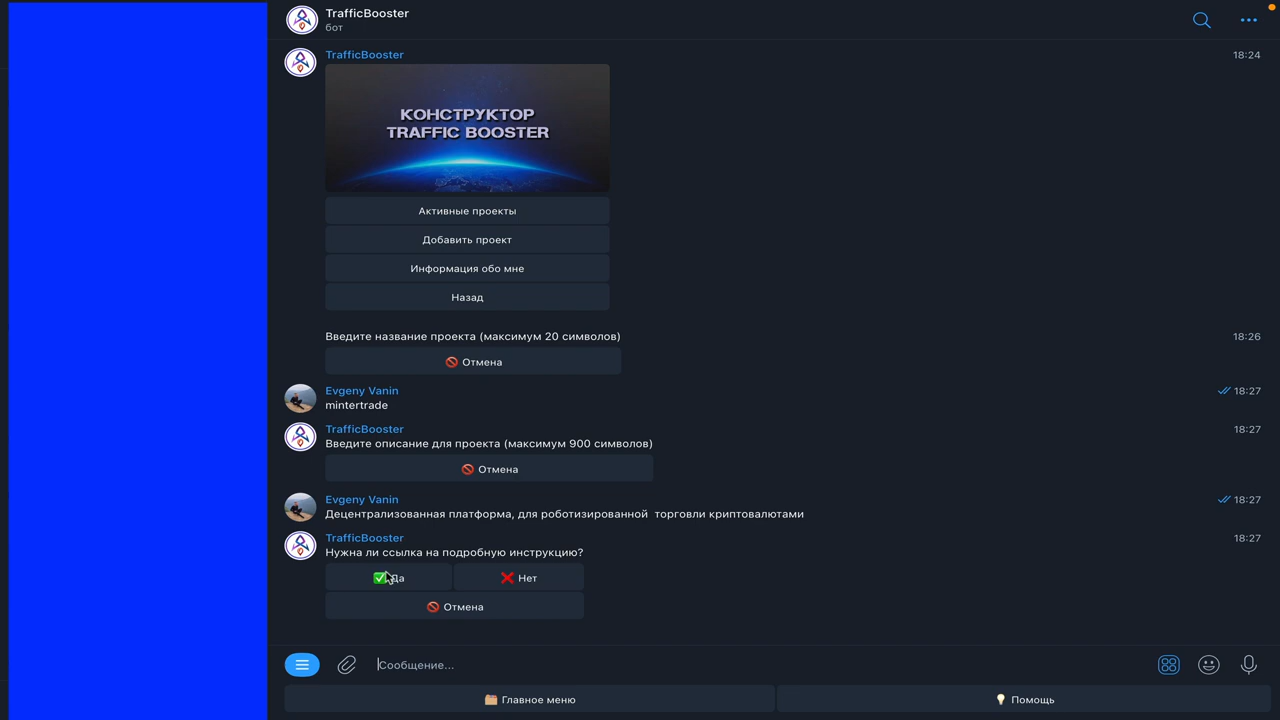 TrafficBooster
бот
TrafficBooster
18:24
КОНСТРУКТОР
TRAFFIC BOOSTER
Активные проекты
Добавить проект
Информация обо мне
Назад
Введите название проекта (максимум 20 символов)
18:26
Отмена
Evgeny Vanin
18:27
mintertrade
TrafficBooster
18:27
Введите описание для проекта (максимум 900 символов)
Отмена
Evgeny Vanin
18:27
Децентрализованная платформа, для роботизированной  торговли криптовалютами
TrafficBooster
18:27
Нужна ли ссылка на подробную инструкцию?
Да
Нет
Отмена
Сообщение...
Главное меню
Помощь